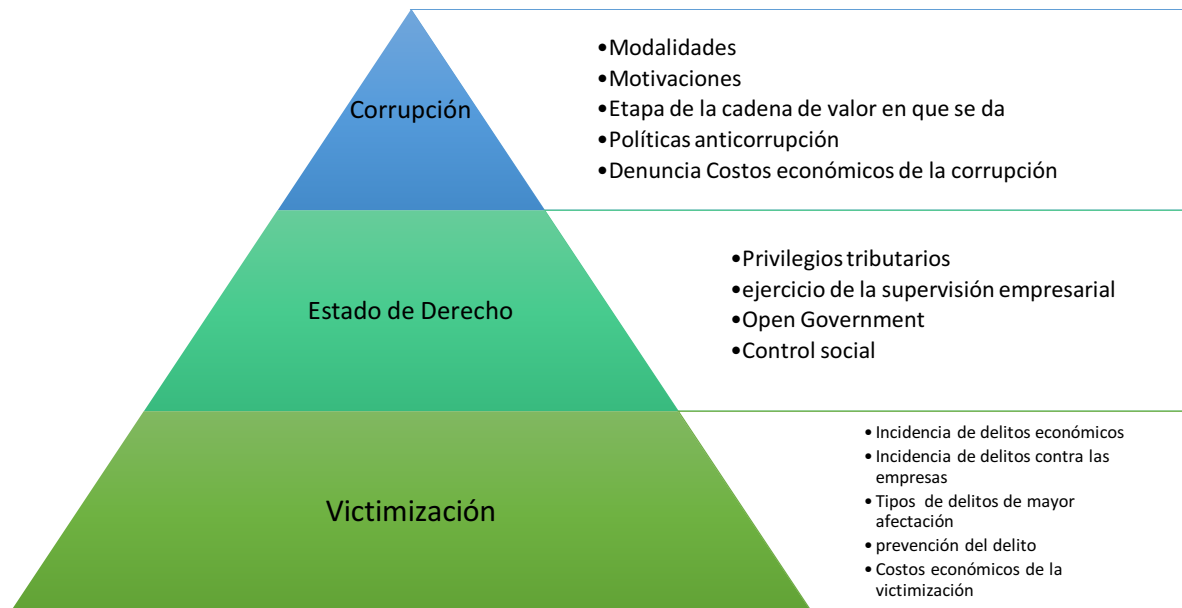 Corrupción
•Modalidades
•Motivaciones
•Etapa de la cadena de valor en que se da
•Políticas anticorrupción
•Denuncia Costos económicos de la corrupción
Estado de Derecho
•Privilegios tributarios
•ejercicio de la supervisión empresarial
•Open Government
•Control social
Victimización
• Incidencia de delitos económicos
• Incidencia de delitos contra las
empresas
• Tipos de delitos de mayor
afectación
• prevención del delito
• Costos económicos de la
victimización